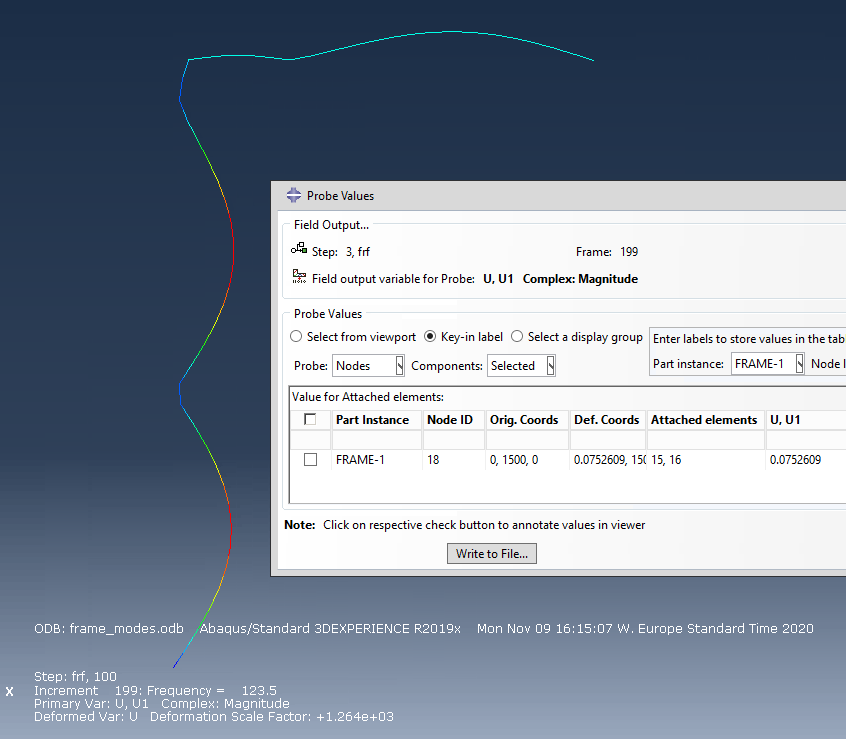 Probe Values
Field Output...
Step: 3, frf Frame: 199
Field output variable for Probe: U, U1 Complex: Magnitude
Probe Values
Select from viewport Key-in label Select a display group Enter labels to store values in the tab
Probe: Nodes Components: Selected Part instance: FRAME-1 Node I
Value for Attached elements:
Part Instance Node ID Orig. Coords Def. Coords Attached elements U, U1
FRAME-1 18 0, 1500, 0 0.0752609, 150 15, 16 0.0752609
Note: Click on respective check button to annotate values in viewer
Write to File...
ODB: frame_modes.odb Abaqus/Standard 3DEXPERIENCE R2019x Mon Nov 09 16:15:07 W. Europe Standard Time 2020
Step: frf, 100
X Increment 199: Frequency = 123.5
Primary Var: U, U1 Complex: Magnitude
Deformed Var: U Deformation Scale Factor: +1.264e+03